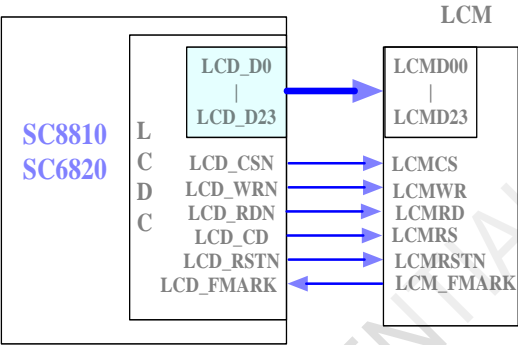 LCM
LCD_D0
|
LCD_D23
LCMD00
|
LCMD23
SC8810
SC6820
L
C
D
C
LCD_CSN
LCD_WRN
LCD_RDN
LCD_CD
LCD_RSTN
LCD_FMARK
LCMCS
LCMWR
LCMRD
LCMRS
LCMRSTN
LCM_FMARK